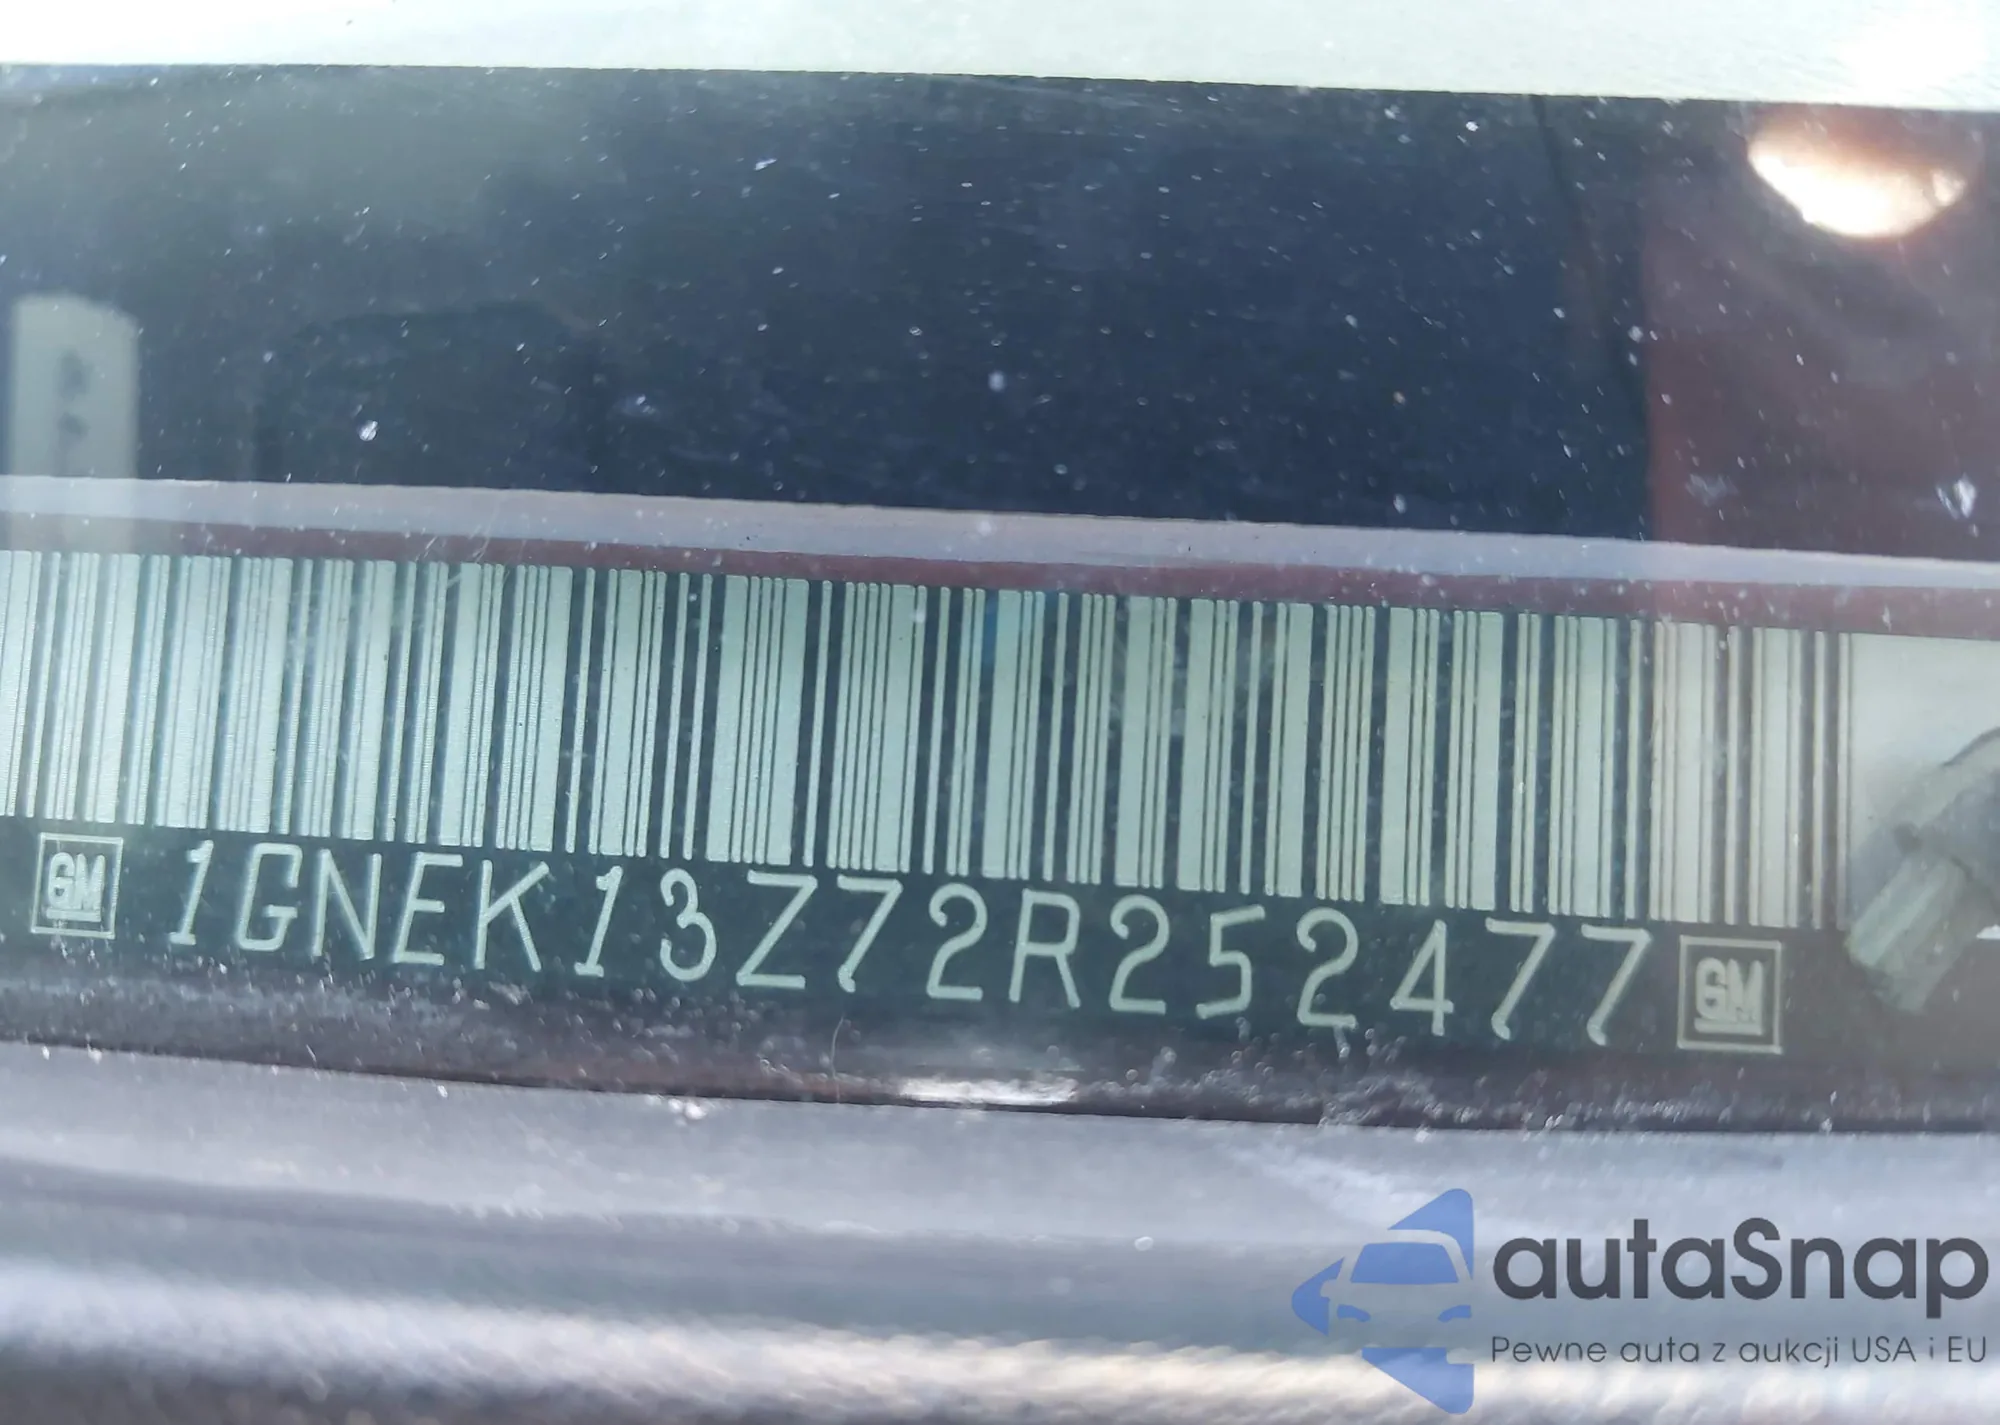 GM 1GNEK13Z72R252477 GM
autaSnap
Pewne auta z aukcji USA i EU